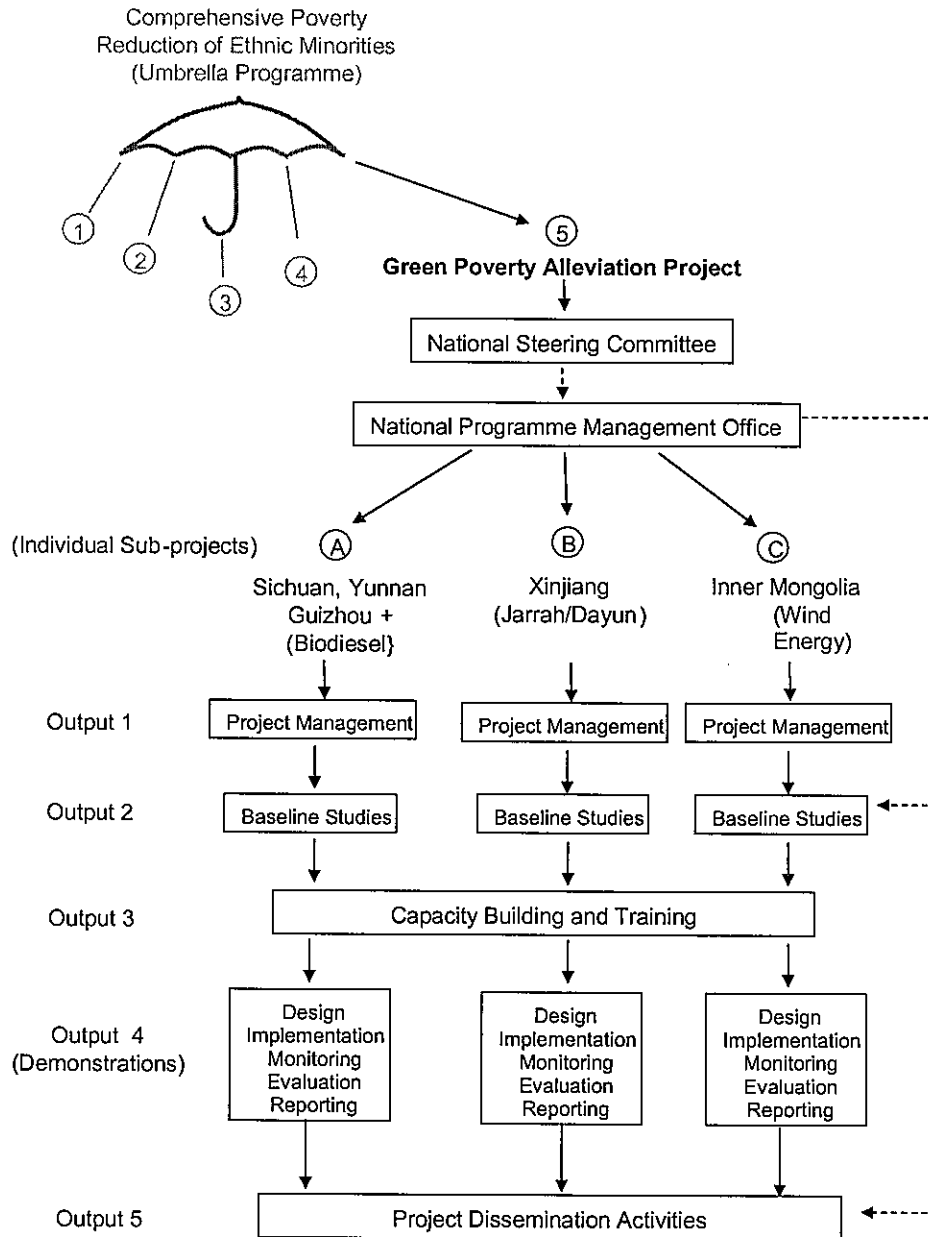 Comprehensive Poverty
Reduction of Ethnic Minorities
(Umbrella Programme)
1
2
3
4
5
Green Poverty Alleviation Project
National Steering Committee
National Programme Management Office
(Individual Sub-projects)
A
B
C
Sichuan, Yunnan
Guizhou +
(Biodiesel}
Xinjiang
(Jarrah/Dayun)
Inner Mongolia
(Wind
Energy)
Output 1
Project Management
Project Management
Project Management
Output 2
Baseline Studies
Baseline Studies
Baseline Studies
Output 3
Capacity Building and Training
Output 4
(Demonstrations)
Design
Implementation
Monitoring
Evaluation
Reporting
Design
Implementation
Monitoring
Evaluation
Reporting
Design
Implementation
Monitoring
Evaluation
Reporting
Output 5
Project Dissemination Activities